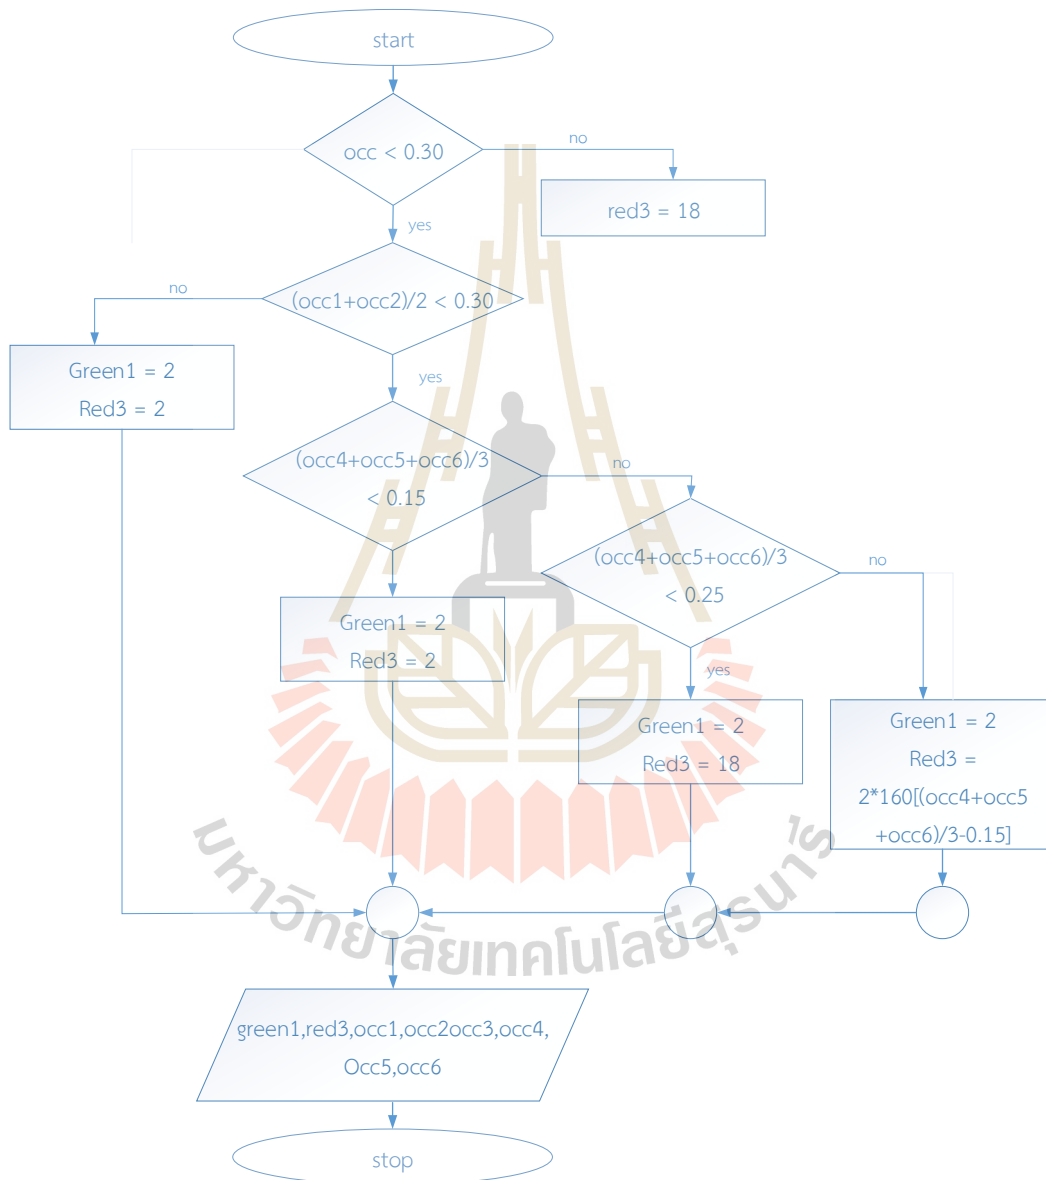 start
occ < 0.30
no
red3 = 18
yes
(occ1+occ2)/2 < 0.30
no
Green1 = 2
Red3 = 2
yes
(occ4+occ5+occ6)/3
< 0.15
no
(occ4+occ5+occ6)/3
< 0.25
no
Green1 = 2
Red3 = 2
yes
Green1 = 2
Red3 = 18
Green1 = 2
Red3 =
2*160[(occ4+occ5
+occ6)/3-0.15]
มหาวิทยาลัยเทคโนโลยีสุรนารี
green1,red3,occ1,occ2occ3,occ4,
Occ5,occ6
stop